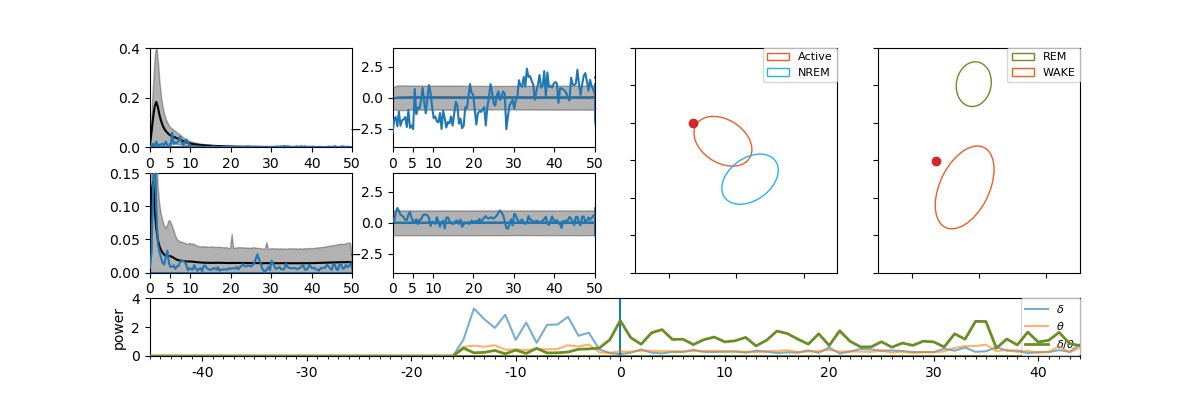 0.4
0.2
0.0
0 5 10 20 30 40 50
2.5
0.0
−2.5
0 5 10 20 30 40 50
Active
NREM
REM
WAKE
0.15
0.10
0.05
0.00
0 5 10 20 30 40 50
2.5
0.0
−2.5
0 5 10 20 30 40 50
power
4
2
0
-40 -30 -20 -10 0 10 20 30 40
δ
θ
δ/θ